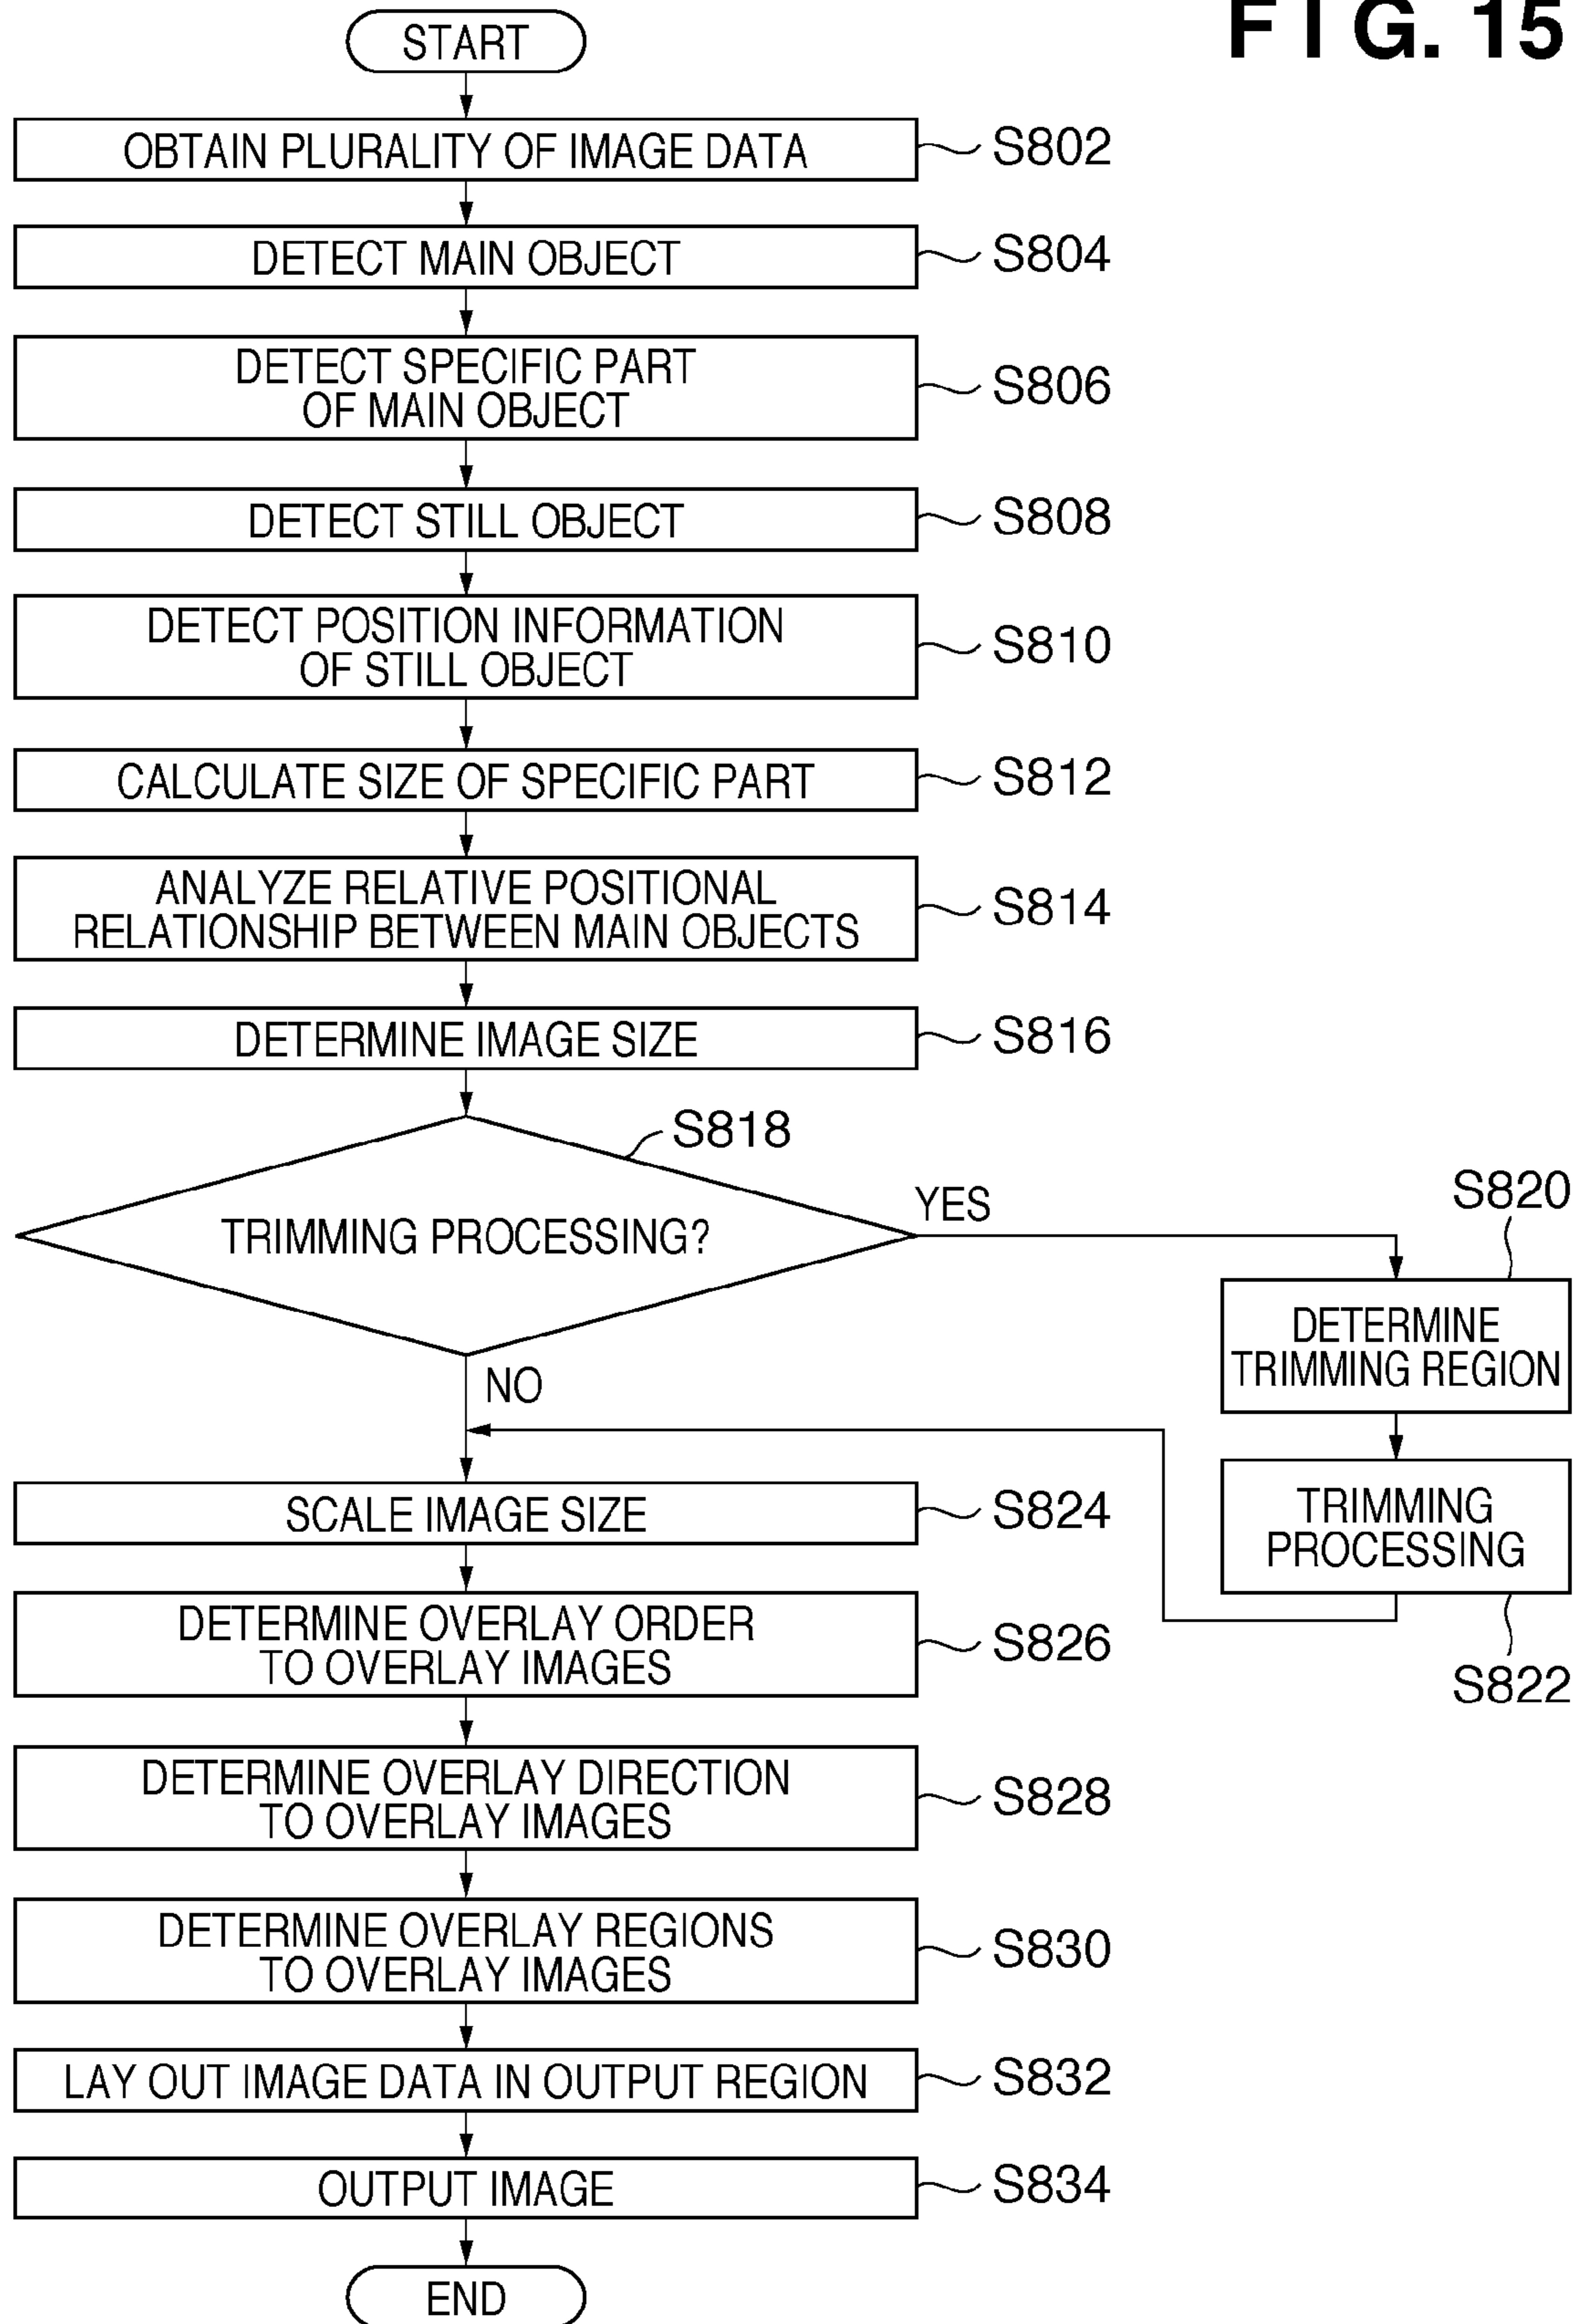 FIG. 15
START
OBTAIN PLURALITY OF IMAGE DATA
S802
DETECT MAIN OBJECT
S804
DETECT SPECIFIC PART
OF MAIN OBJECT
S806
DETECT STILL OBJECT
S808
DETECT POSITION INFORMATION
OF STILL OBJECT
S810
CALCULATE SIZE OF SPECIFIC PART
S812
ANALYZE RELATIVE POSITIONAL
RELATIONSHIP BETWEEN MAIN OBJECTS
S814
DETERMINE IMAGE SIZE
S816
S818
TRIMMING PROCESSING?
YES
NO
S820
DETERMINE
TRIMMING REGION
TRIMMING
PROCESSING
S822
SCALE IMAGE SIZE
S824
DETERMINE OVERLAY ORDER
TO OVERLAY IMAGES
S826
DETERMINE OVERLAY DIRECTION
TO OVERLAY IMAGES
S828
DETERMINE OVERLAY REGIONS
TO OVERLAY IMAGES
S830
LAY OUT IMAGE DATA IN OUTPUT REGION
S832
OUTPUT IMAGE
S834
END